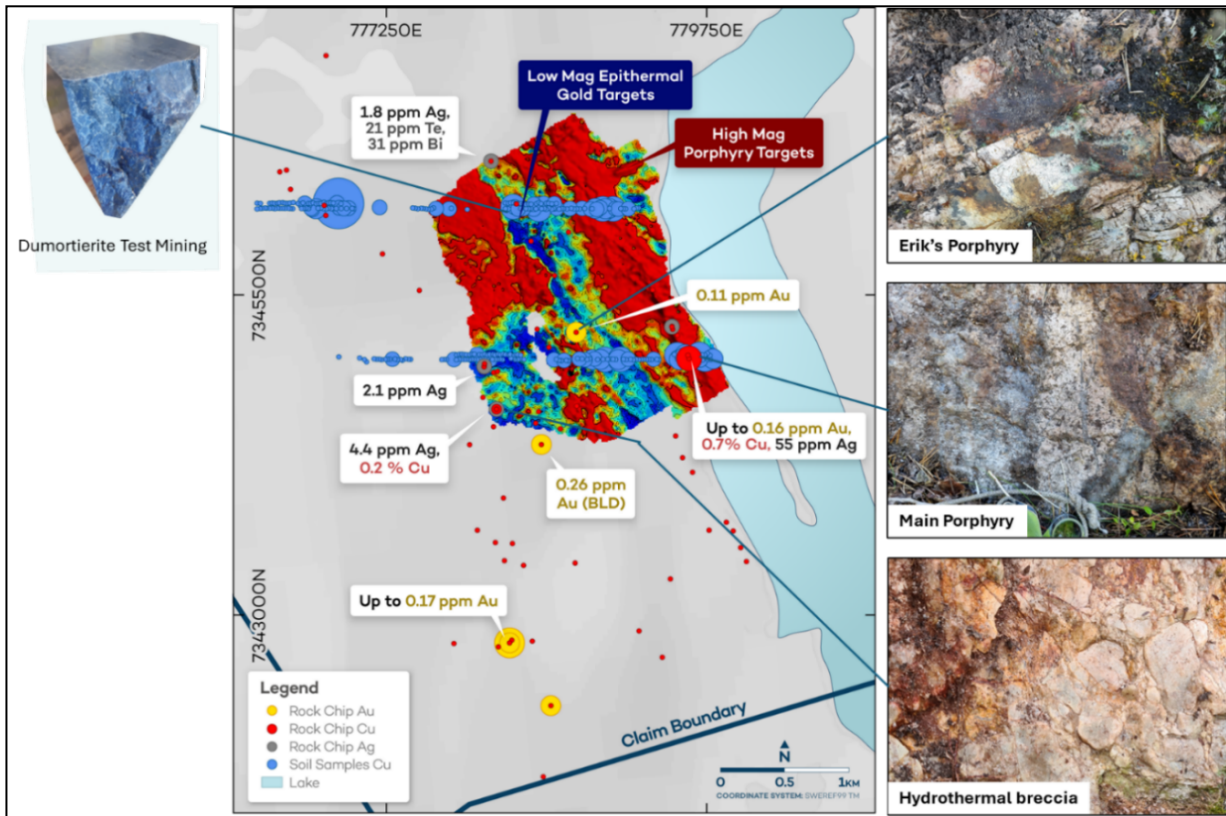 Dumortierite Test Mining
777250E
779750E
7345500N
7343000N
Low Mag Epithermal
Gold Targets
High Mag
Porphyry Targets
1.8 ppm Ag,
21 ppm Te,
31 ppm Bi
0.11 ppm Au
2.1 ppm Ag
4.4 ppm Ag,
0.2 % Cu
Up to 0.16 ppm Au,
0.7% Cu, 55 ppm Ag
0.26 ppm
Au (BLD)
Up to 0.17 ppm Au
Legend
Rock Chip Au
Rock Chip Cu
Rock Chip Ag
Soil Samples Cu
Lake
Claim Boundary
N
0 0.5 1KM
COORDINATE SYSTEM: SWEREF99 TM
Erik's Porphyry
Main Porphyry
Hydrothermal breccia